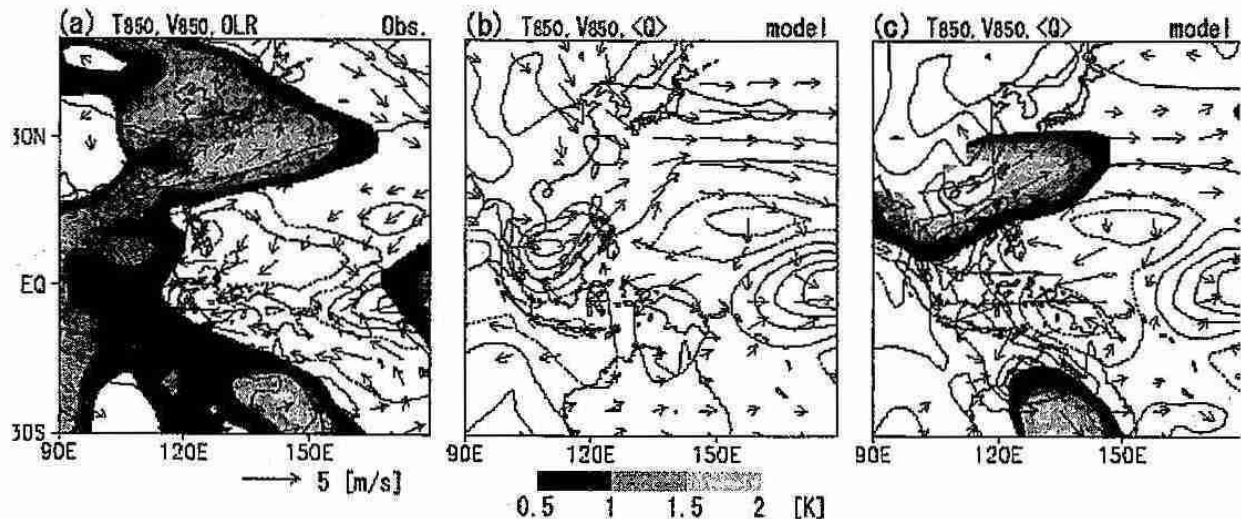 (a) T850, V850, OLR Obs.
(b) T850, V850, <Q> model
(c) T850, V850, <Q> model
30N
EQ
30S
90E 120E 150E
90E 120E 150E
90E 120E 150E
5 [m/s]
0.5 1 1.5 2 [K]